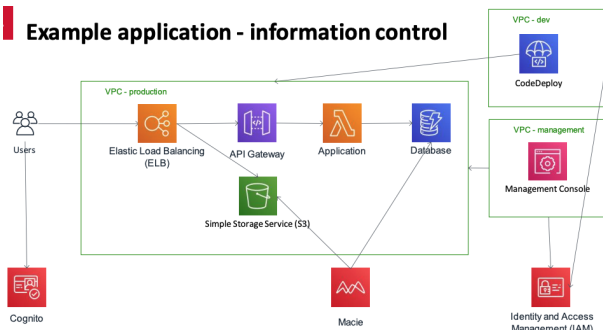 Example application - information control
VPC - dev
CodeDeploy
VPC - production
VPC - management
Users
Elastic Load Balancing
(ELB)
API Gateway
Application
Database
Management Console
Simple Storage Service (S3)
Cognito
Macie
Identity and Access
Management (IAM)